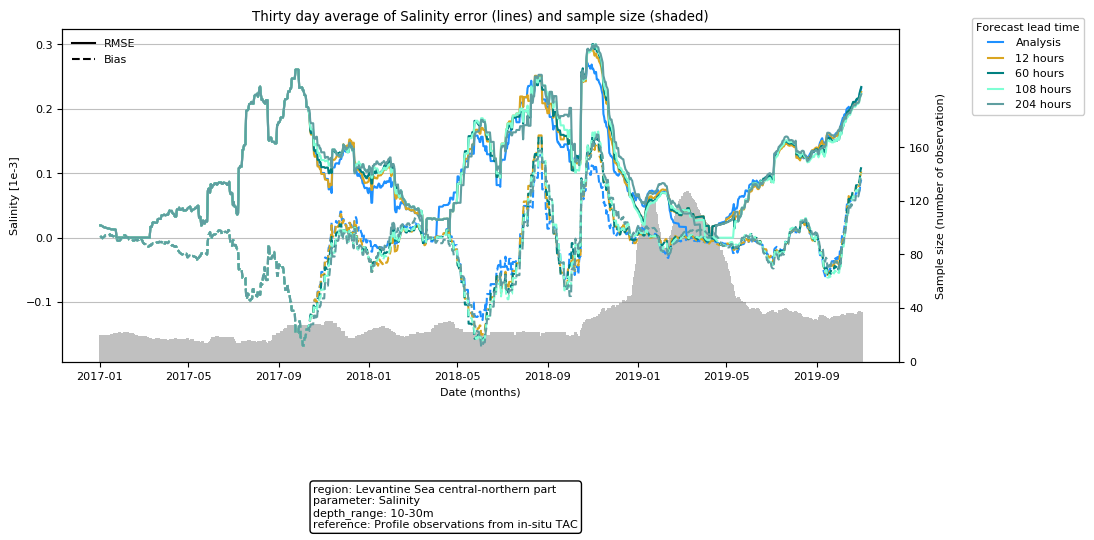 Thirty day average of Salinity error (lines) and sample size (shaded)
Forecast lead time
Analysis
12 hours
60 hours
108 hours
204 hours
RMSE
Bias
Salinity [1e-3]
0.3
0.2
0.1
0.0
−0.1
Sample size (number of observation)
160
120
80
40
0
2017-01 2017-05 2017-09 2018-01 2018-05 2018-09 2019-01 2019-05 2019-09
Date (months)
region: Levantine Sea central-northern part
parameter: Salinity
depth_range: 10-30m
reference: Profile observations from in-situ TAC